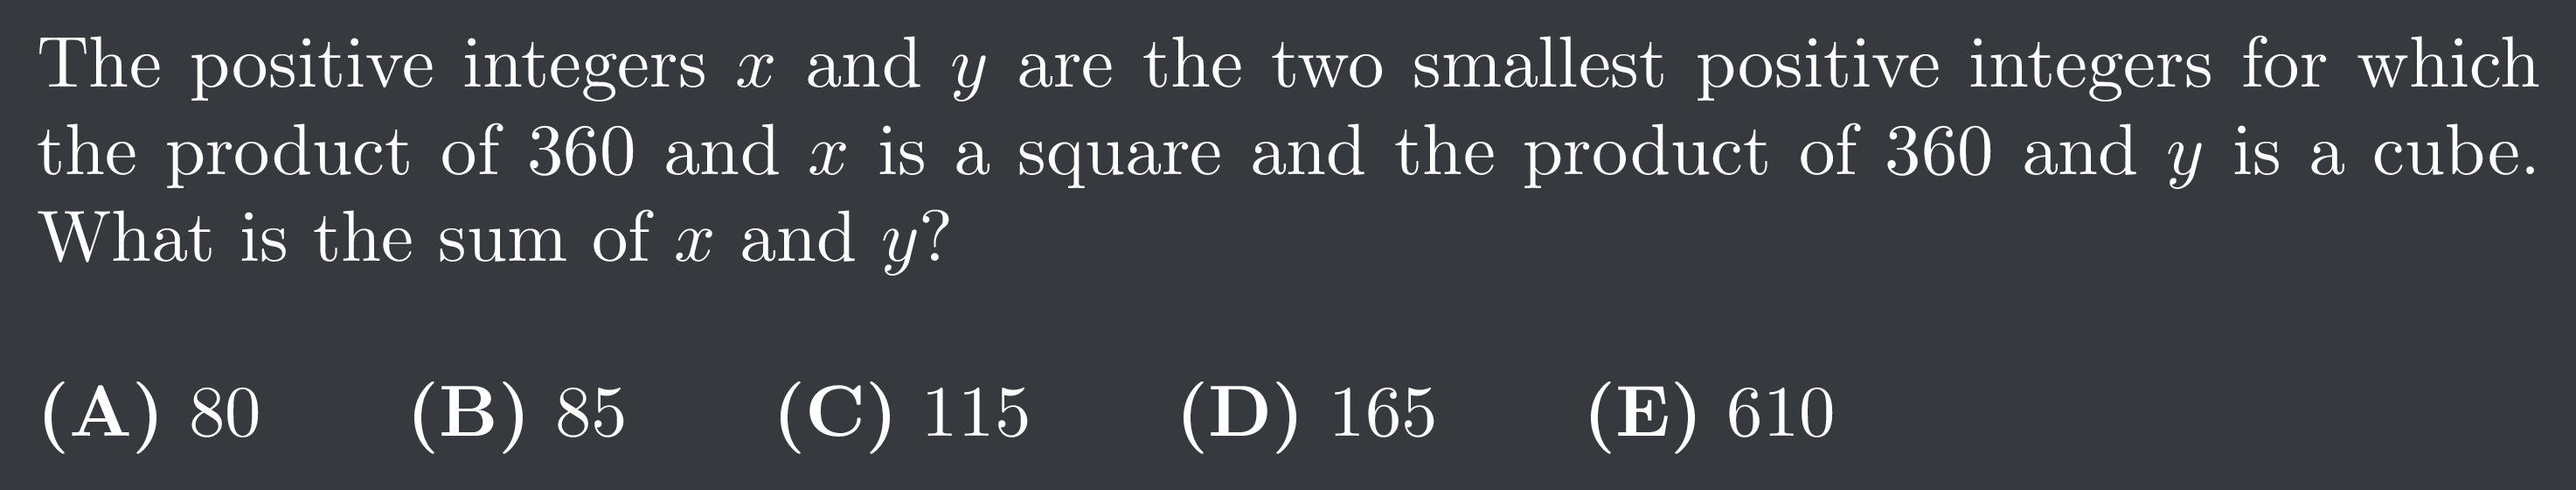 The positive integers x and y are the two smallest positive integers for which
the product of 360 and x is a square and the product of 360 and y is a cube.
What is the sum of x and y?
(A) 80 (B) 85 (C) 115 (D) 165 (E) 610